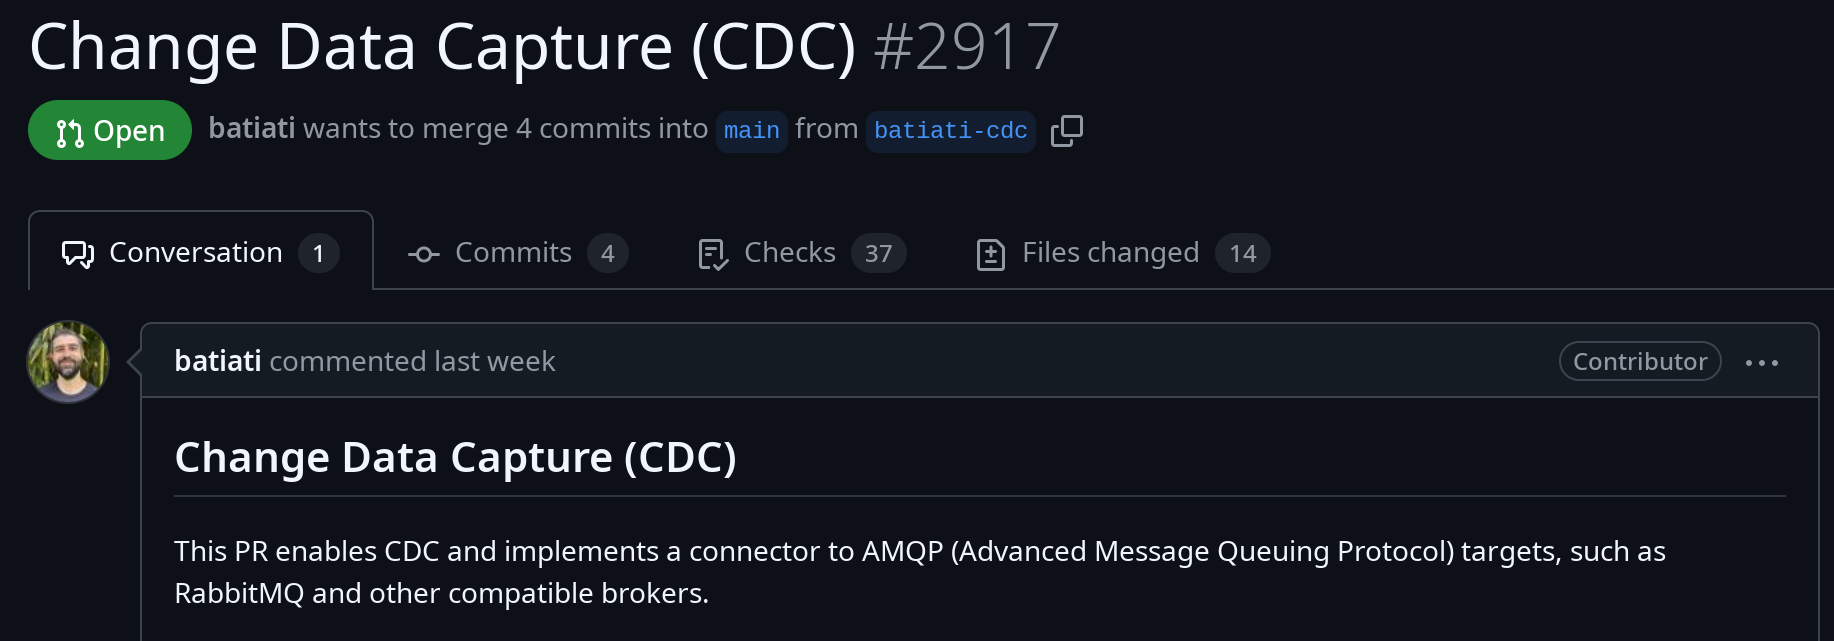 Change Data Capture (CDC) #2917
Open batiati wants to merge 4 commits into main from batiati-cdc
Conversation 1 Commits 4 Checks 37 Files changed 14
batiati commented last week Contributor
Change Data Capture (CDC)
This PR enables CDC and implements a connector to AMQP (Advanced Message Queuing Protocol) targets, such as
RabbitMQ and other compatible brokers.